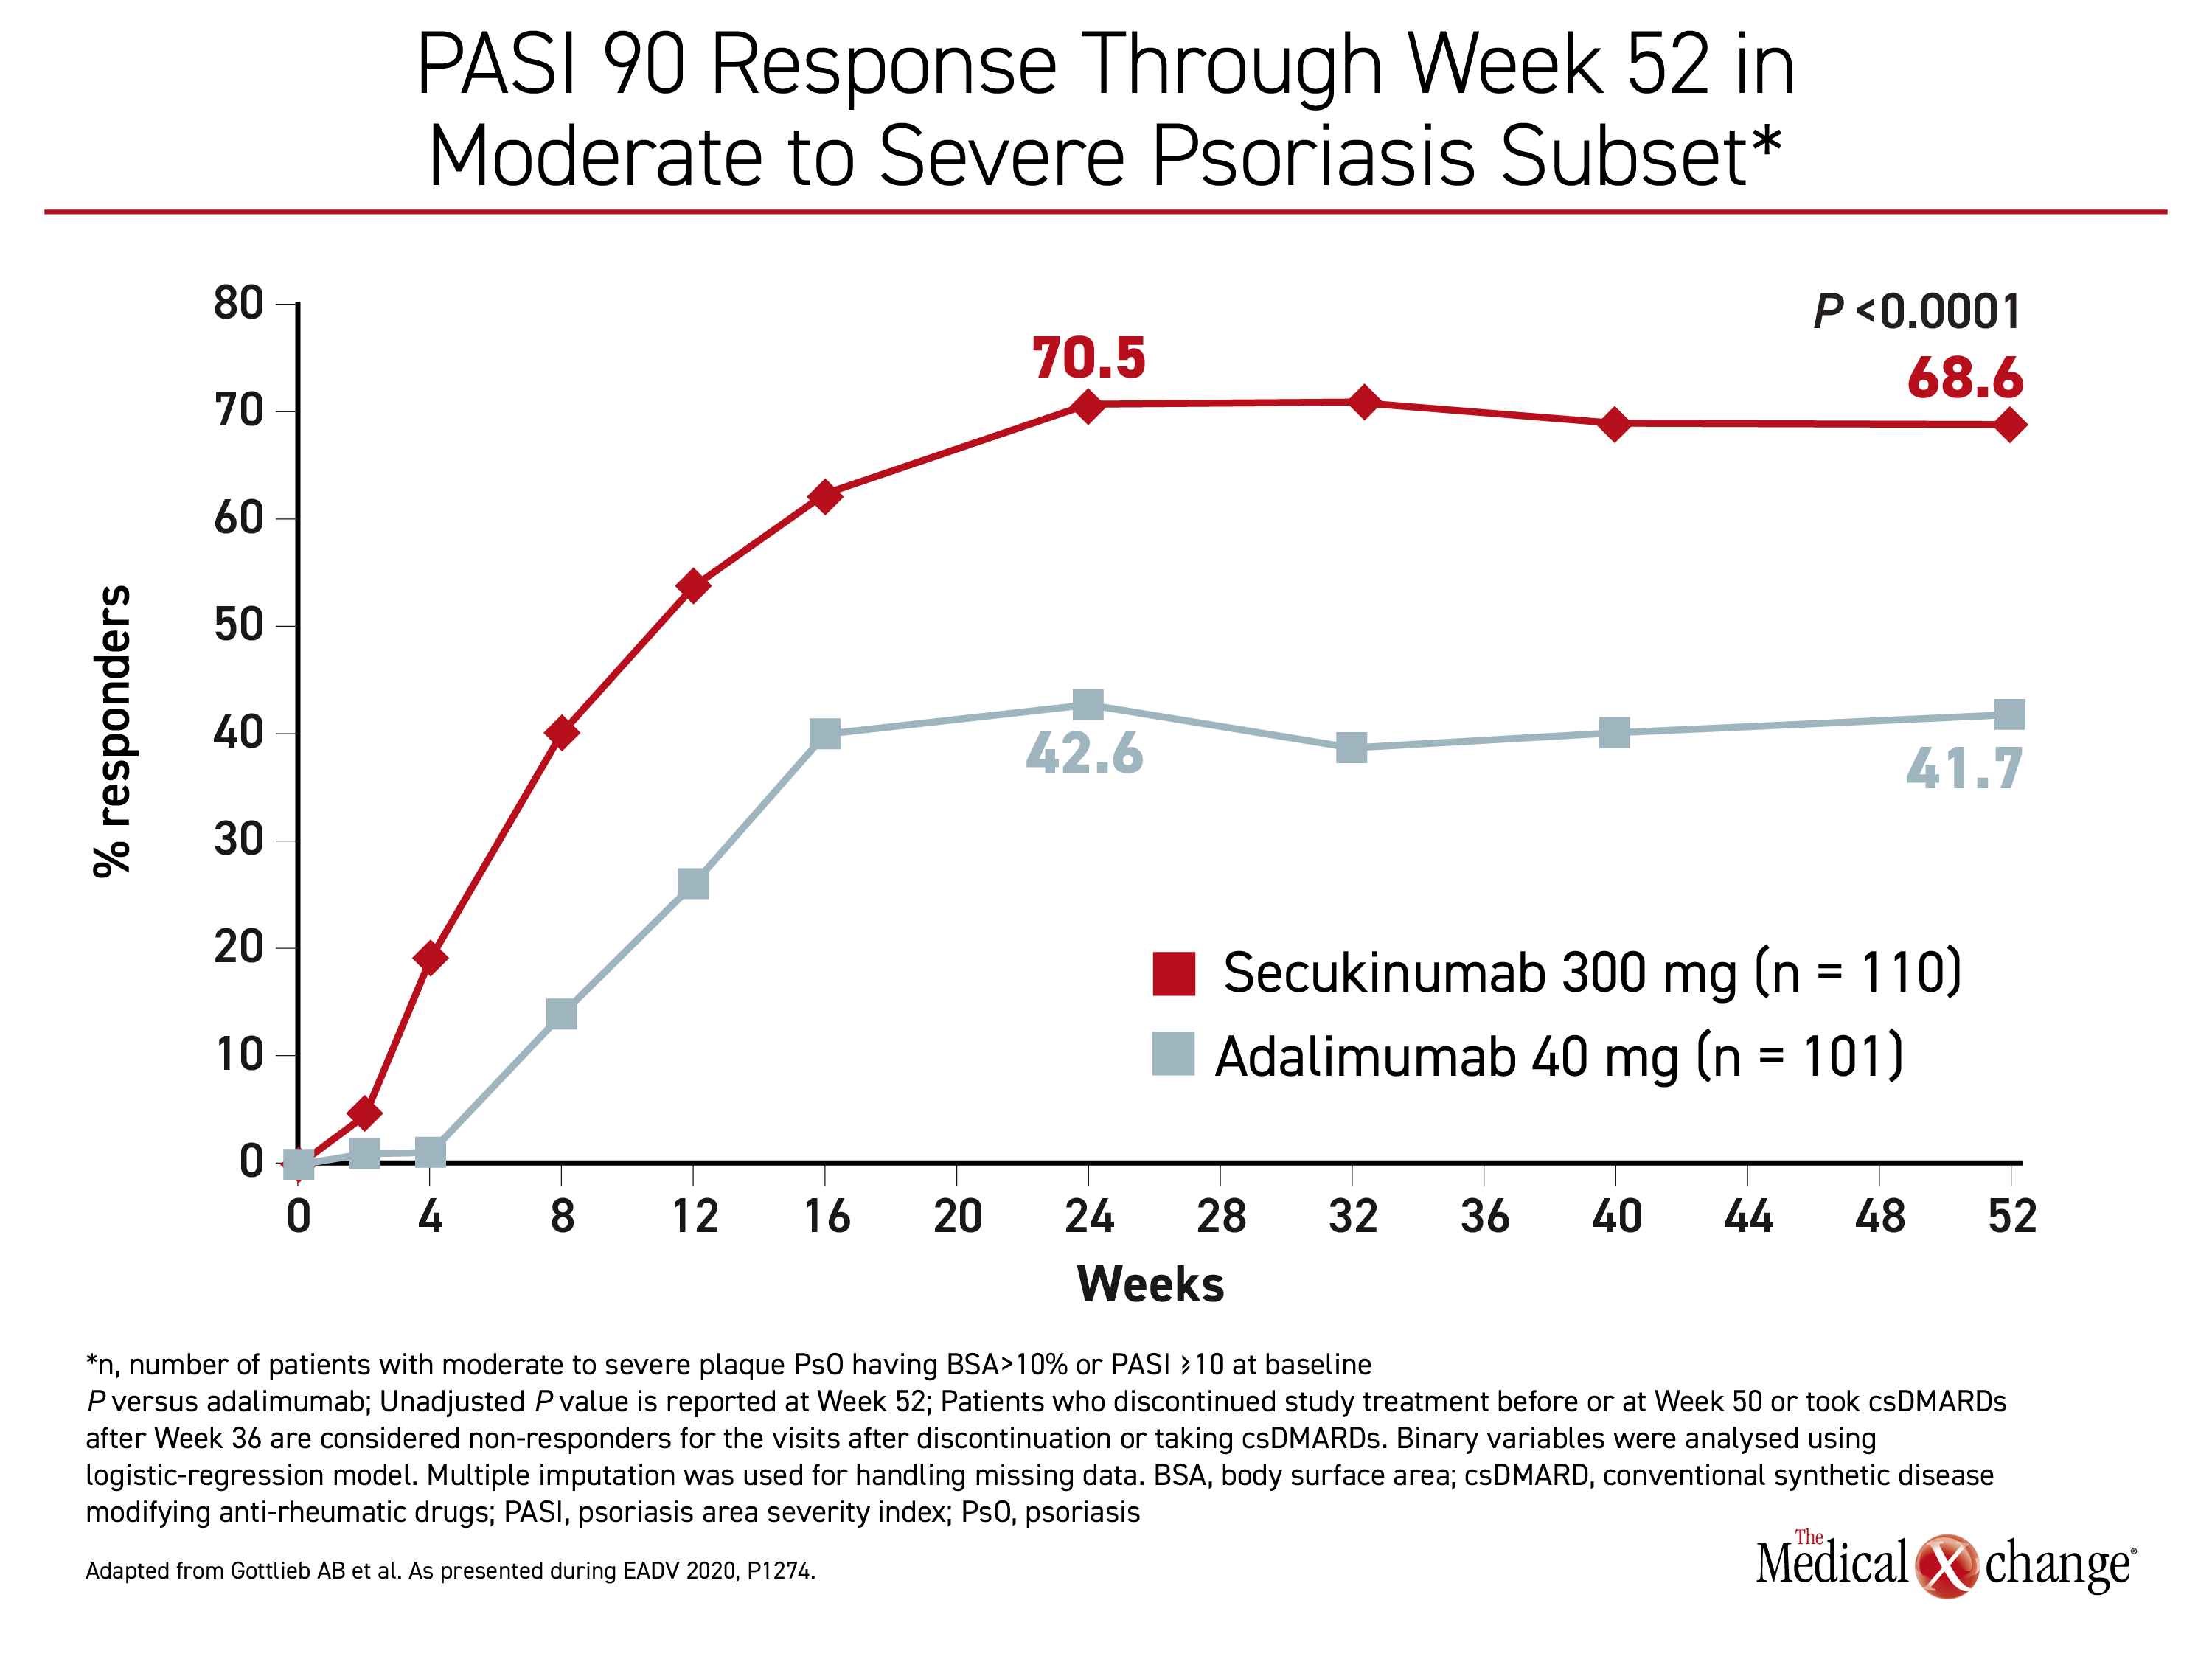 PASI 90 Response Through Week 52 in
Moderate to Severe Psoriasis Subset*
80
70
60
50
40
30
20
10
0
% responders
P <0.0001
70.5
68.6
42.6
41.7
Secukinumab 300 mg (n = 110)
Adalimumab 40 mg (n = 101)
0 4 8 12 16 20 24 28 32 36 40 44 48 52
Weeks
*n, number of patients with moderate to severe plaque PsO having BSA>10% or PASI ⩾10 at baseline
P versus adalimumab; Unadjusted P value is reported at Week 52; Patients who discontinued study treatment before or at Week 50 or took csDMARDs
after Week 36 are considered non-responders for the visits after discontinuation or taking csDMARDs. Binary variables were analysed using
logistic-regression model. Multiple imputation was used for handling missing data. BSA, body surface area; csDMARD, conventional synthetic disease
modifying anti-rheumatic drugs; PASI, psoriasis area severity index; PsO, psoriasis
Adapted from Gottlieb AB et al. As presented during EADV 2020, P1274.
The
Medical Xchange®